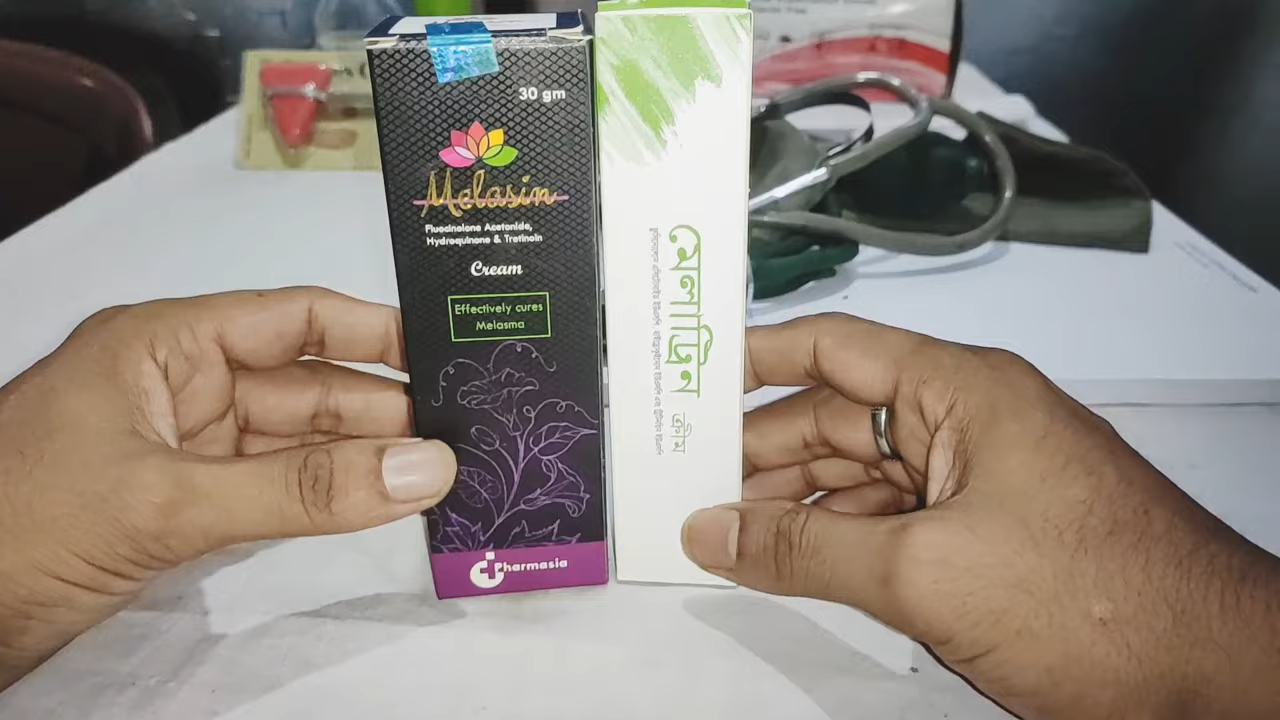 30 gm
Melasin
Fluocinolone Acetonide,
Hydroquinone & Tretinoin
Cream
Effectively cures
Melasma
Pharmasia
মেলাট্রিন ক্রীম